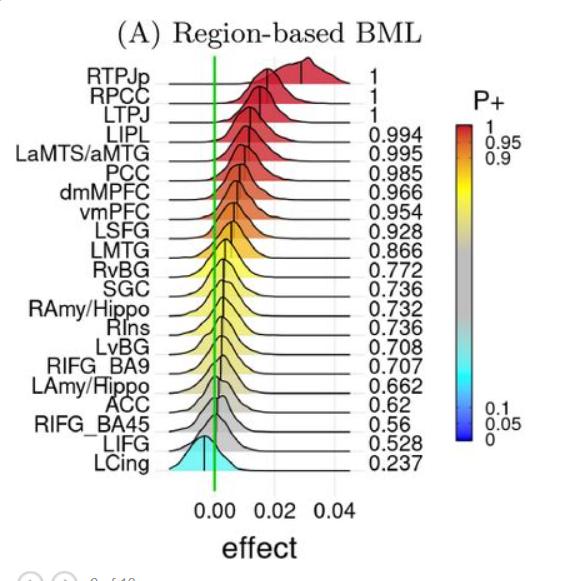 (A) Region-based BML
RTPJp 1
RPCC 1
LTPJ 1
LIPL 0.994
LaMTS/aMTG 0.995
PCC 0.985
dmMPFC 0.966
vmPFC 0.954
LSFG 0.928
LMTG 0.866
RvBG 0.772
SGC 0.736
RAmy/Hippo 0.732
RIns 0.736
LvBG 0.708
RIFG_BA9 0.707
LAmy/Hippo 0.662
ACC 0.62
RIFG_BA45 0.56
LIFG 0.528
LCing 0.237
0.00 0.02 0.04
effect
P+
1
0.95
0.9
0.1
0.05
0